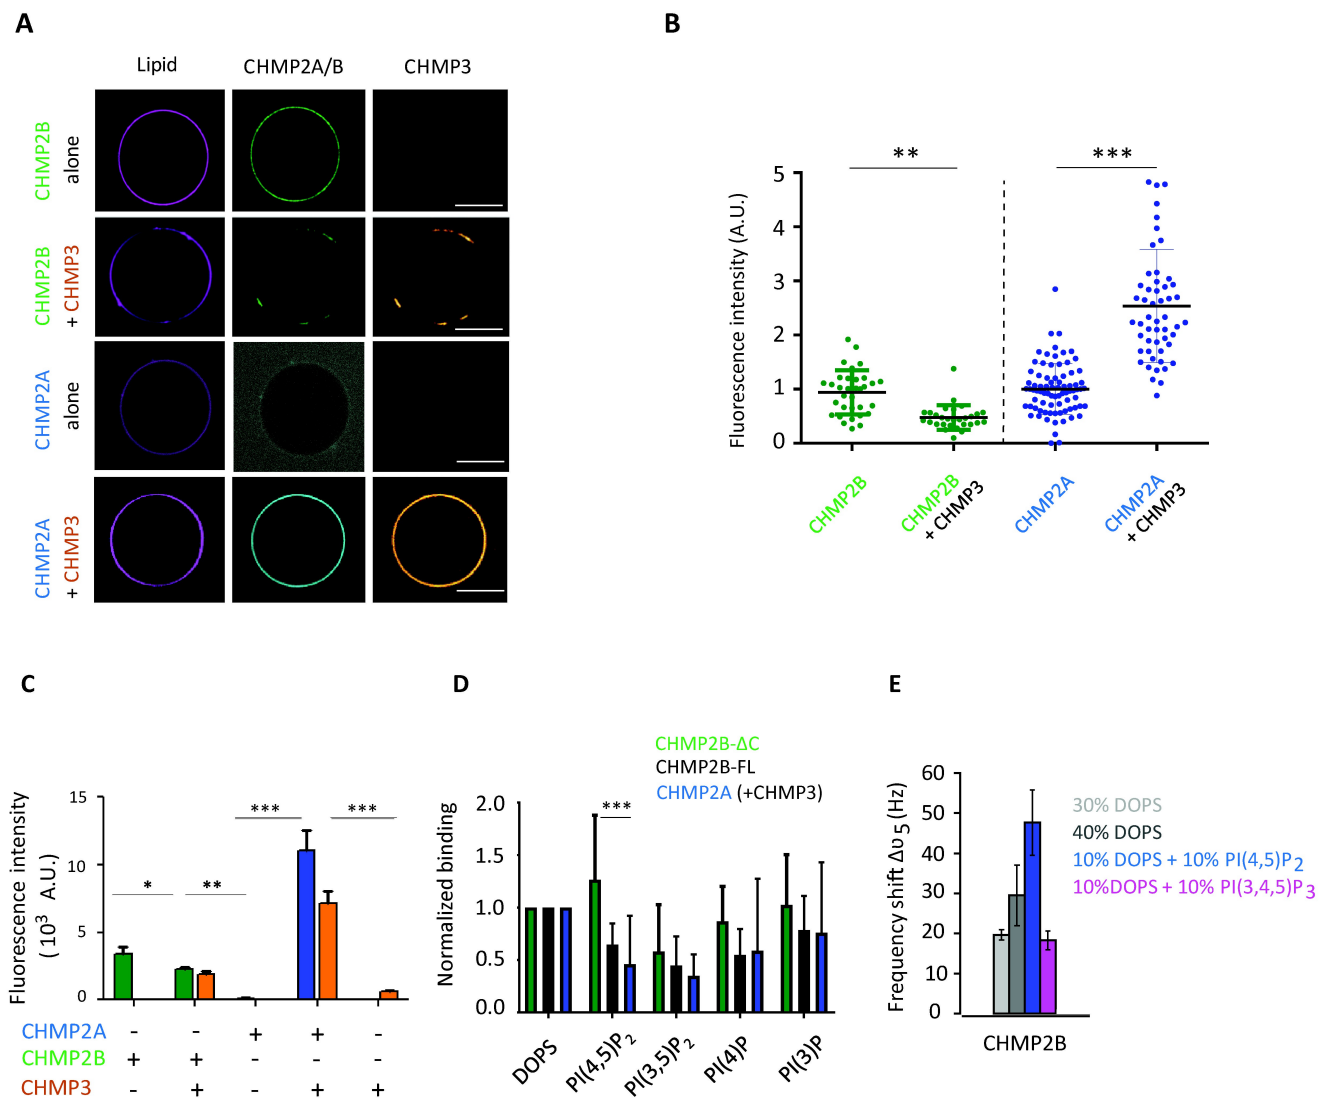 A
Lipid
CHMP2A/B
CHMP3
CHMP2B
alone
CHMP2B
+ CHMP3
CHMP2A
alone
CHMP2A
+ CHMP3
B
Fluorescence intensity (A.U.)
5
4
3
2
1
0
**
***
CHMP2B
CHMP2B
+ CHMP3
CHMP2A
CHMP2A
+ CHMP3
C
Fluorescence intensity
(10³ A.U.)
15
10
5
0
*
**
***
***
CHMP2A - - + + -
CHMP2B + + - - -
CHMP3 - + - + +
D
CHMP2B-ΔC
CHMP2B-FL
CHMP2A (+CHMP3)
Normalized binding
2.0
1.5
1.0
0.5
0.0
***
DOPS
PI(4,5)P₂
PI(3,5)P₂
PI(4)P
PI(3)P
E
Frequency shift Δυ₅ (Hz)
60
50
40
30
20
10
0
30% DOPS
40% DOPS
10% DOPS + 10% PI(4,5)P₂
10%DOPS + 10% PI(3,4,5)P₃
CHMP2B